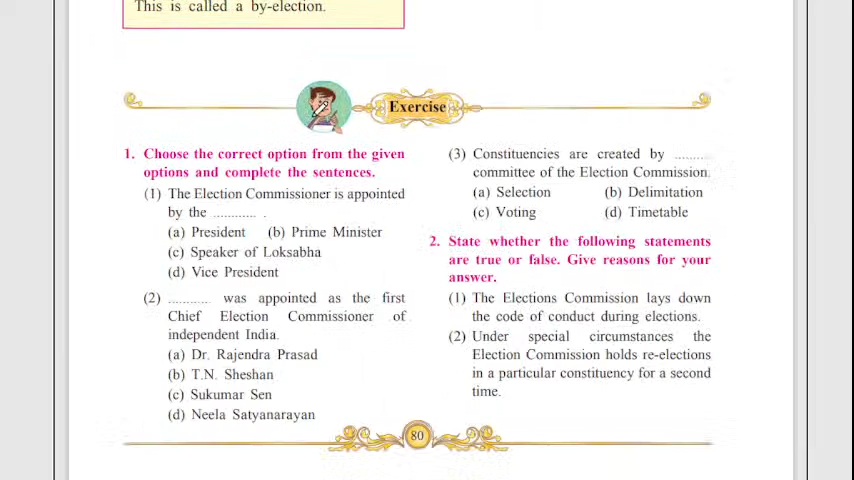 This is called a by-election.
Exercise
1. Choose the correct option from the given
options and complete the sentences.
(1) The Election Commissioner is appointed
by the ............ .
(a) President (b) Prime Minister
(c) Speaker of Loksabha
(d) Vice President
(2) ........... was appointed as the first
Chief Election Commissioner of
independent India.
(a) Dr. Rajendra Prasad
(b) T.N. Sheshan
(c) Sukumar Sen
(d) Neela Satyanarayan
(3) Constituencies are created by ........
committee of the Election Commission.
(a) Selection (b) Delimitation
(c) Voting (d) Timetable
2. State whether the following statements
are true or false. Give reasons for your
answer.
(1) The Elections Commission lays down
the code of conduct during elections.
(2) Under special circumstances the
Election Commission holds re-elections
in a particular constituency for a second
time.
80